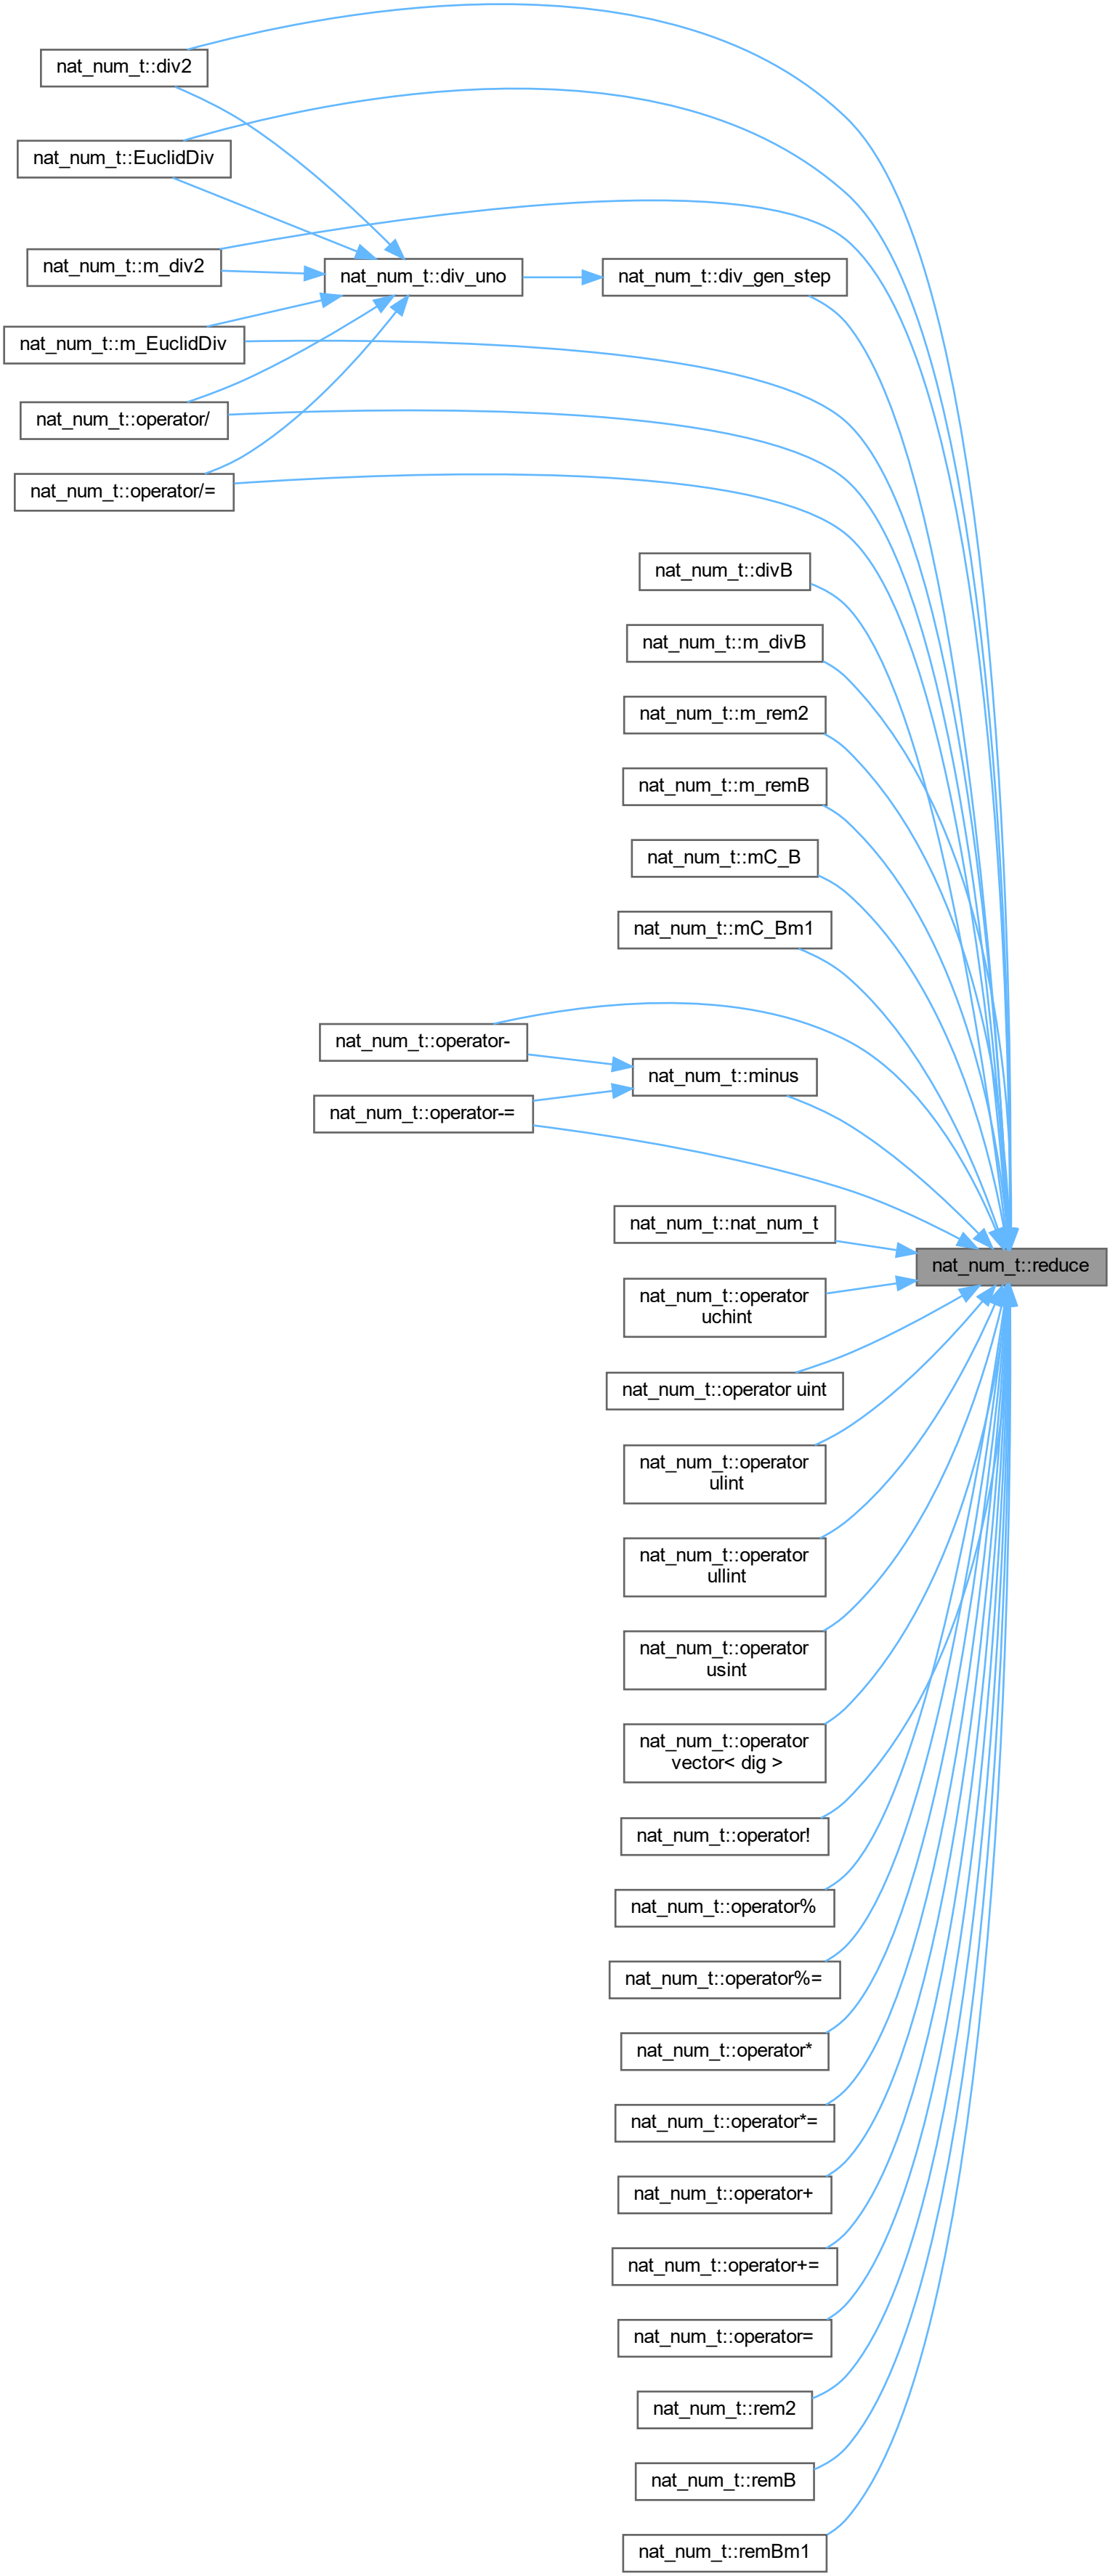 nat_num_t::div2
nat_num_t::EuclidDiv
nat_num_t::m_div2
nat_num_t::div_uno
nat_num_t::div_gen_step
nat_num_t::m_EuclidDiv
nat_num_t::operator/
nat_num_t::operator/=
nat_num_t::divB
nat_num_t::m_divB
nat_num_t::m_rem2
nat_num_t::m_remB
nat_num_t::mC_B
nat_num_t::mC_Bm1
nat_num_t::operator-
nat_num_t::minus
nat_num_t::operator-=
nat_num_t::nat_num_t
nat_num_t::reduce
nat_num_t::operator
uchint
nat_num_t::operator uint
nat_num_t::operator
ulint
nat_num_t::operator
ullint
nat_num_t::operator
usint
nat_num_t::operator
vector< dig >
nat_num_t::operator!
nat_num_t::operator%
nat_num_t::operator%=
nat_num_t::operator*
nat_num_t::operator*=
nat_num_t::operator+
nat_num_t::operator+=
nat_num_t::operator=
nat_num_t::rem2
nat_num_t::remB
nat_num_t::remBm1